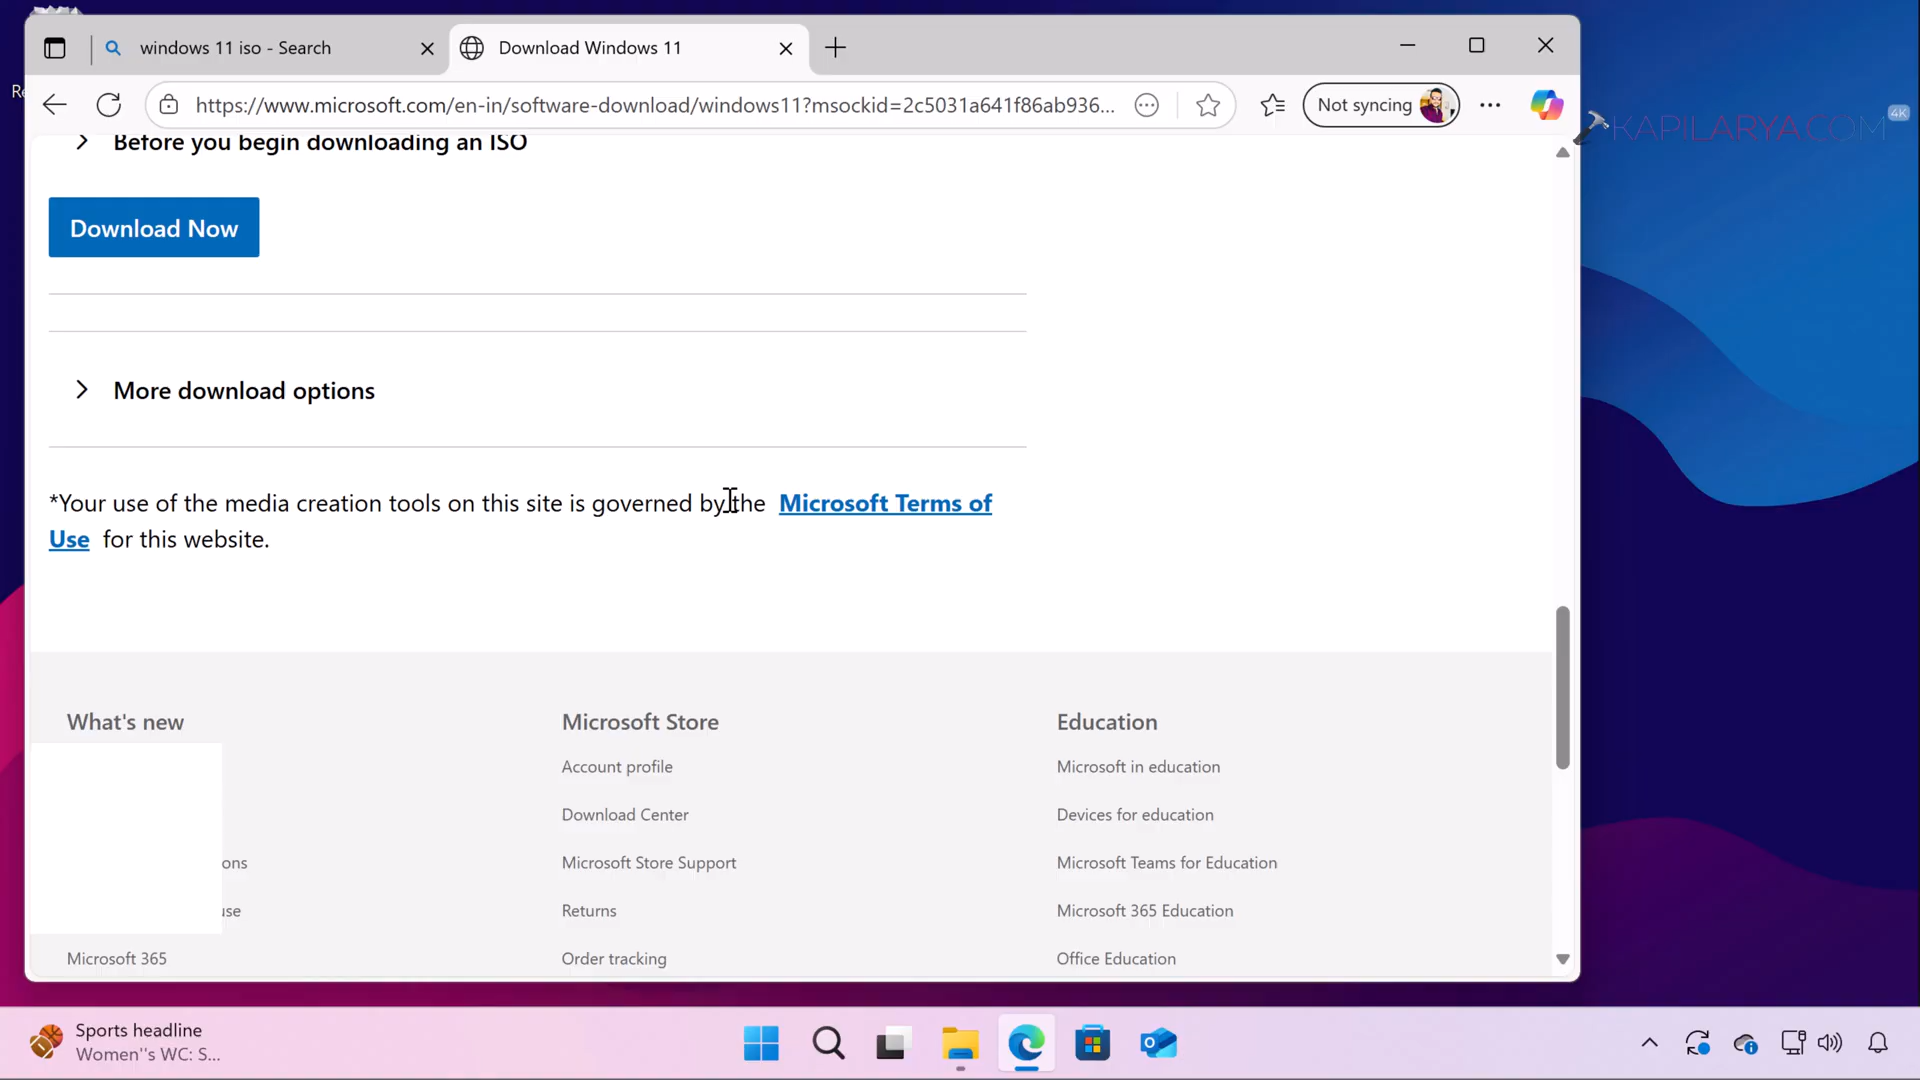 windows 11 iso - Search
Download Windows 11
https://www.microsoft.com/en-in/software-download/windows11?msockid=2c5031a641f86ab936...
Not syncing
KAPILARYA.COM
4K
Before you begin downloading an ISO
Download Now
More download options
*Your use of the media creation tools on this site is governed by the Microsoft Terms of
Use for this website.
What's new
Microsoft Store
Education
Account profile
Microsoft in education
Download Center
Devices for education
ons
Microsoft Store Support
Microsoft Teams for Education
use
Returns
Microsoft 365 Education
Microsoft 365
Order tracking
Office Education
Sports headline
Women''s WC: S...